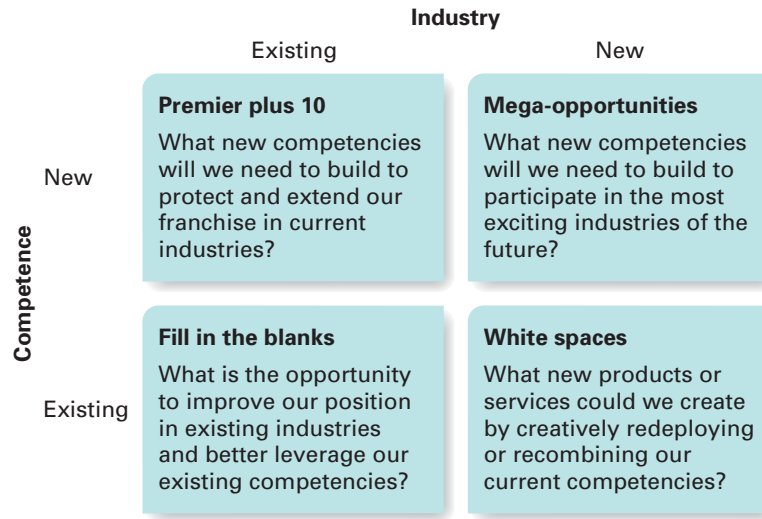 Industry
Existing
New
Competence
New
Premier plus 10
What new competencies
will we need to build to
protect and extend our
franchise in current
industries?
Mega-opportunities
What new competencies
will we need to build to
participate in the most
exciting industries of the
future?
Existing
Fill in the blanks
What is the opportunity
to improve our position
in existing industries
and better leverage our
existing competencies?
White spaces
What new products or
services could we create
by creatively redeploying
or recombining our
current competencies?